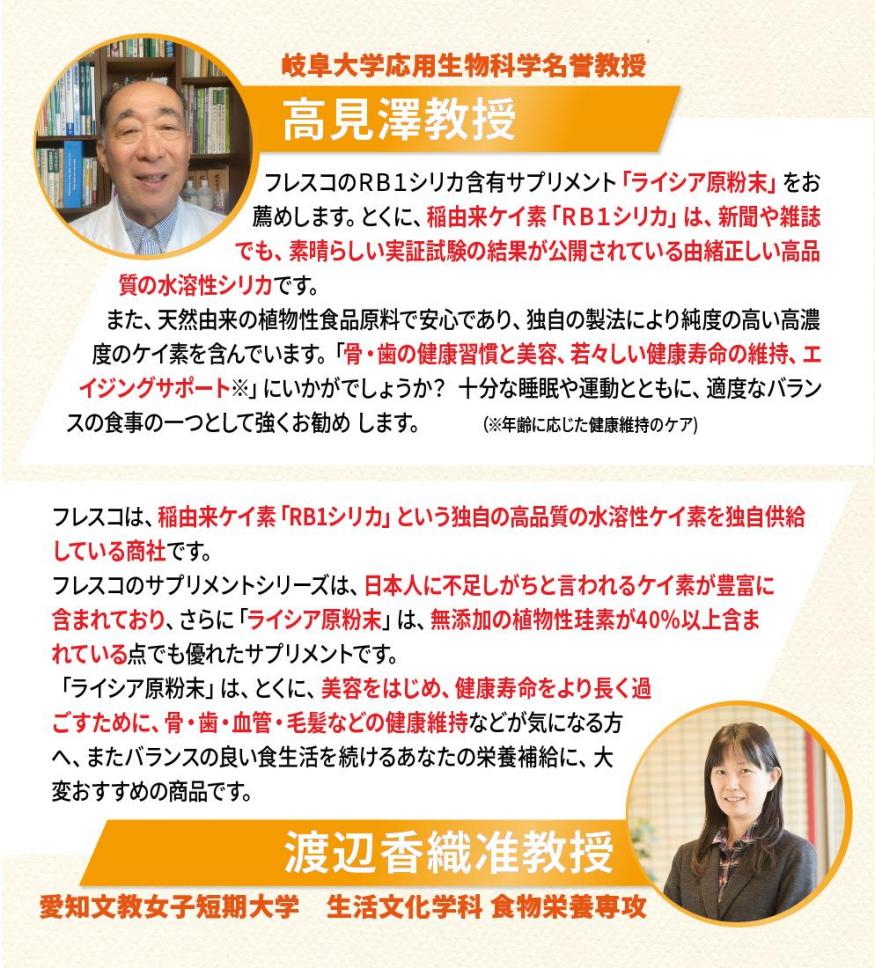 岐阜大学応用生物科学名誉教授
高見澤教授
フレスコのRB1シリカ含有サプリメント「ライシア原粉末」をお
薦めします。とくに、稲由来ケイ素「RB1シリカ」は、新聞や雑誌
でも、素晴らしい実証試験の結果が公開されている由緒正しい高品
質の水溶性シリカです。
また、天然由来の植物性食品原料で安心であり、独自の製法により純度の高い高濃
度のケイ素を含んでいます。「骨・歯の健康習慣と美容、若々しい健康寿命の維持、エ
イジングサポート※」にいかがでしょうか? 十分な睡眠や運動とともに、適度なバラン
スの食事の一つとして強くお勧め します。 (※年齢に応じた健康維持のケア)
フレスコは、稲由来ケイ素「RB1シリカ」という独自の高品質の水溶性ケイ素を独自供給
している商社です。
フレスコのサプリメントシリーズは、日本人に不足しがちと言われるケイ素が豊富に
含まれており、さらに「ライシア原粉末」は、無添加の植物性珪素が40%以上含ま
れている点でも優れたサプリメントです。
「ライシア原粉末」は、とくに、美容をはじめ、健康寿命をより長く過
ごすために、骨・歯・血管・毛髪などの健康維持などが気になる方
へ、またバランスの良い食生活を続けるあなたの栄養補給に、大
変おすすめの商品です。
渡辺香織准教授
愛知文教女子短期大学 生活文化学科 食物栄養専攻